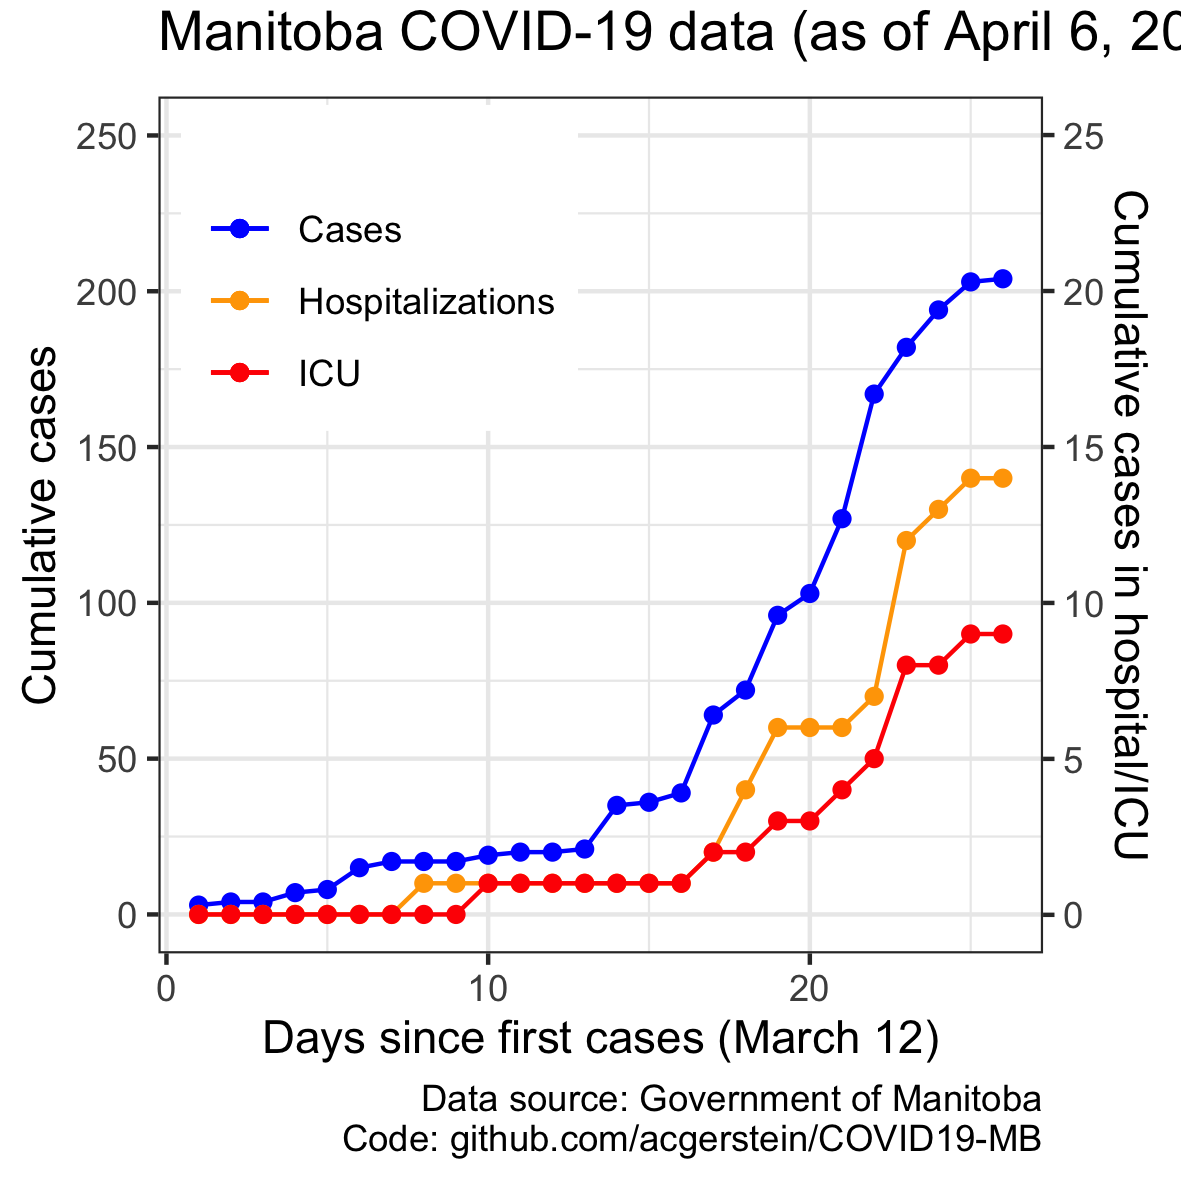 Manitoba COVID-19 data (as of April 6, 20
250
200
150
100
50
0
Cumulative cases
Cases
Hospitalizations
ICU
25
20
15
10
5
0
Cumulative cases in hospital/ICU
0 10 20
Days since first cases (March 12)
Data source: Government of Manitoba
Code: github.com/acgerstein/COVID19-MB